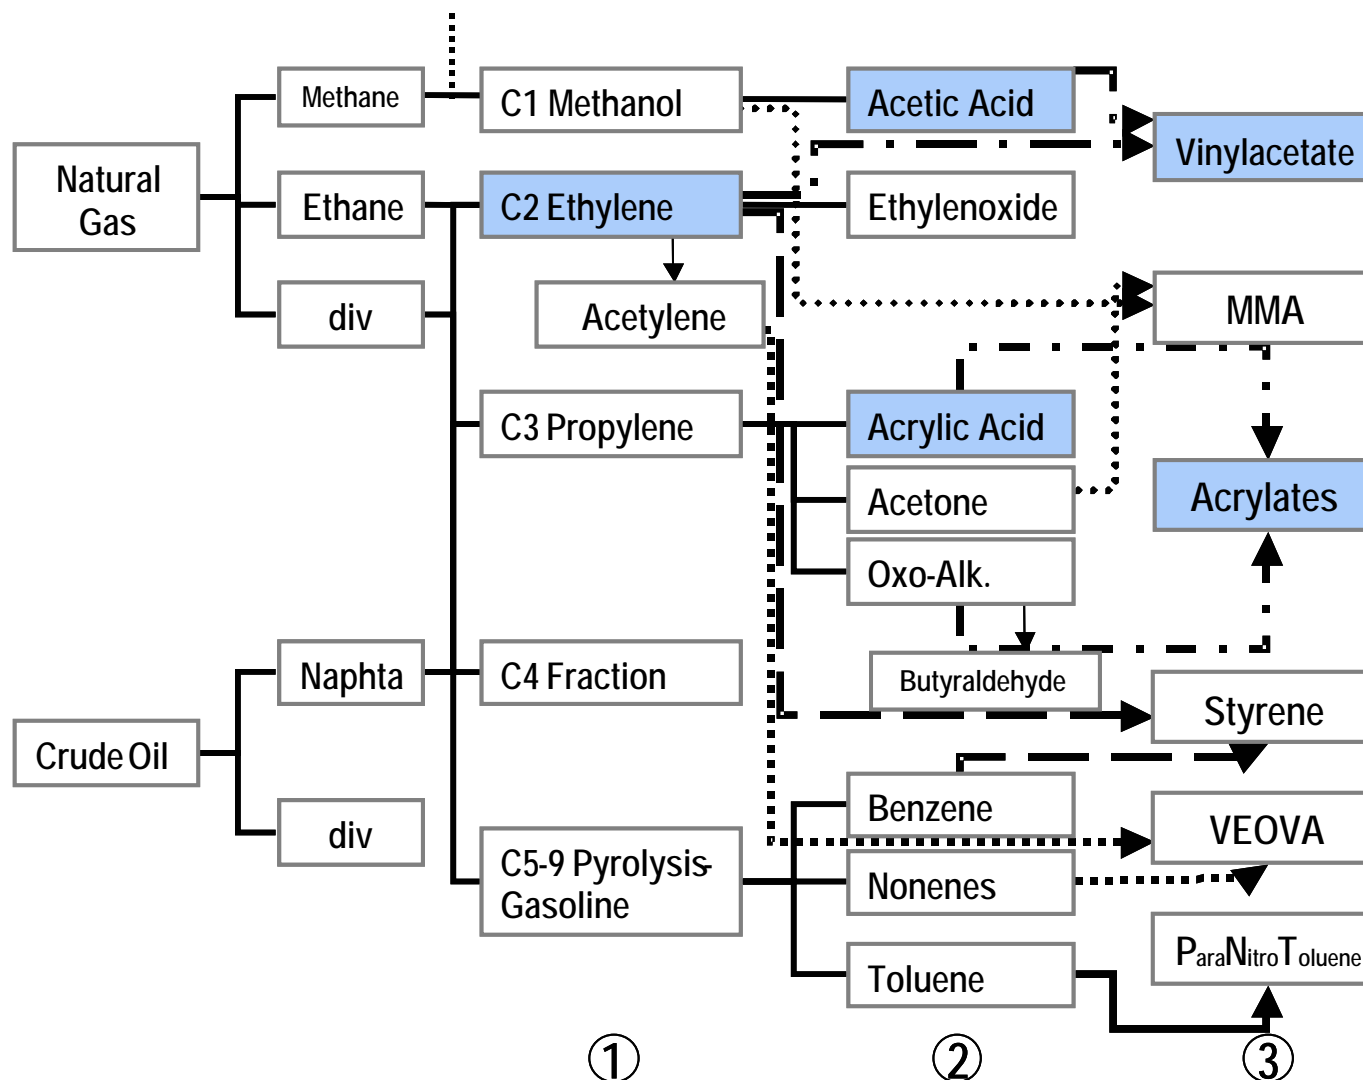 Methane
C1 Methanol
Acetic Acid
Vinylacetate
Natural
Gas
Ethane
C2 Ethylene
Ethylenoxide
div
Acetylene
MMA
C3 Propylene
Acrylic Acid
Acetone
Acrylates
Oxo-Alk.
Naphta
C4 Fraction
Butyraldehyde
Styrene
Crude Oil
Benzene
div
VEOVA
C5-9 Pyrolysis-
Gasoline
Nonenes
ParaNitroToluene
Toluene
1
2
3